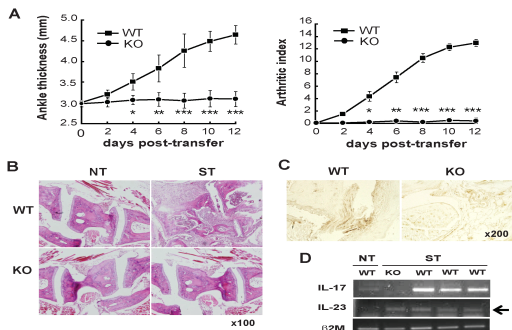 A
WT
KO
Ankle thickness (mm)
5.0
4.5
4.0
3.5
3.0
2.5
* ** *** *** ***
0 2 4 6 8 10 12
days post-transfer
WT
KO
Arthritic index
16
14
12
10
8
6
4
2
0
* ** *** *** ***
0 2 4 6 8 10 12
days post-transfer
B
NT ST
WT
KO
x100
C
WT KO
x200
D
NT ST
WT KO WT WT WT
IL-17
IL-23
β2M